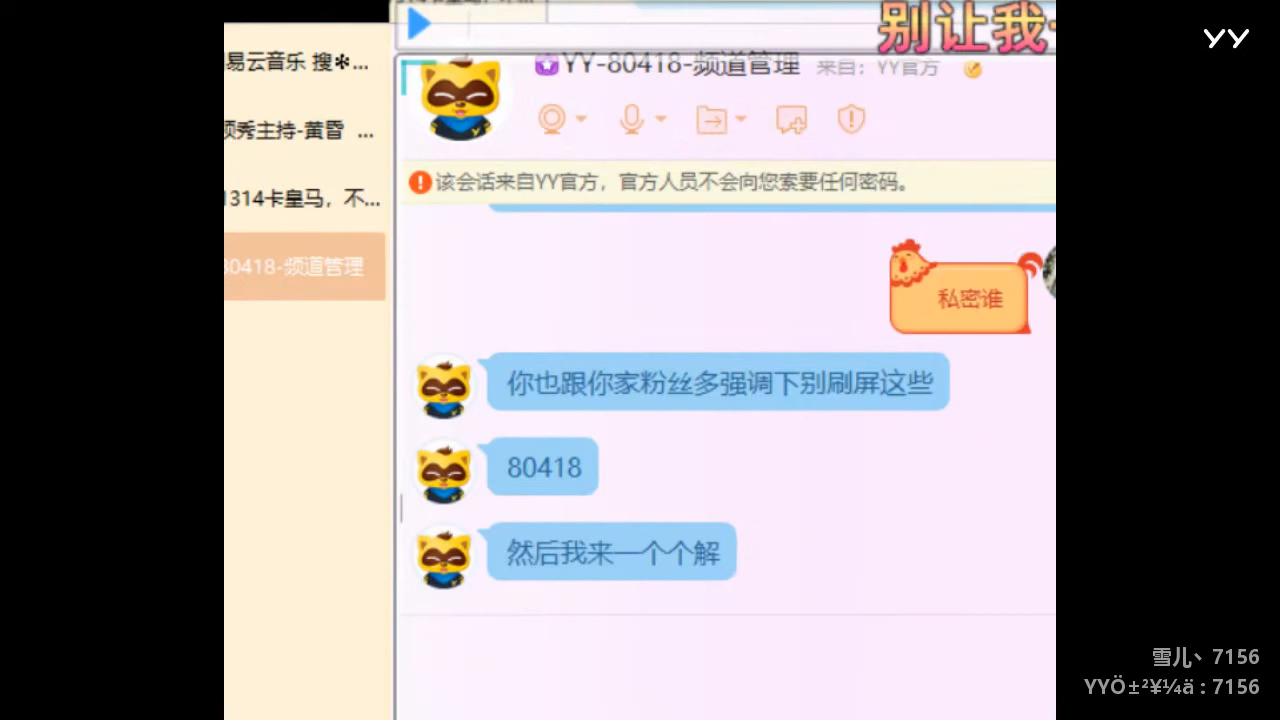 别让我
YY
易云音乐 搜✻...
YY-80418-频道管理 来自：YY官方
领秀主持-黄昏 ...
该会话来自YY官方，官方人员不会向您索要任何密码。
1314卡皇马，不...
80418-频道管理
私密谁
你也跟你家粉丝多强调下别刷屏这些
80418
然后我来一个个解
雪儿丶: 7156
YYÖ±²¥¼ä : 7156